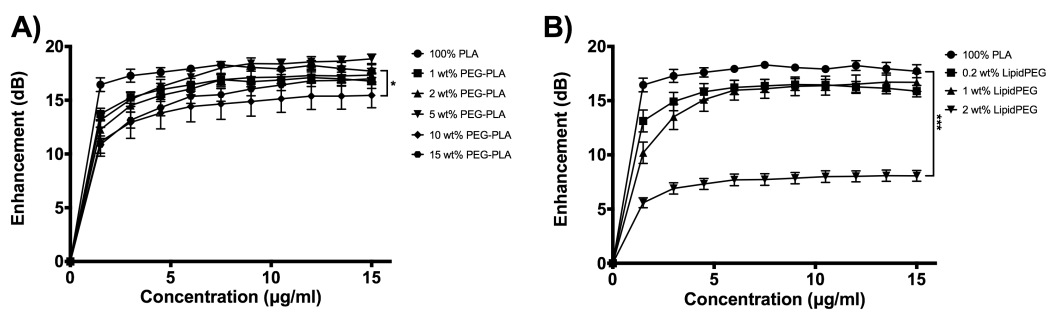 A)
20
15
10
5
0
Enhancement (dB)
0 5 10 15
Concentration (µg/ml)
*
100% PLA
1 wt% PEG-PLA
2 wt% PEG-PLA
5 wt% PEG-PLA
10 wt% PEG-PLA
15 wt% PEG-PLA
B)
20
15
10
5
0
Enhancement (dB)
0 5 10 15
Concentration (µg/ml)
***
100% PLA
0.2 wt% LipidPEG
1 wt% LipidPEG
2 wt% LipidPEG